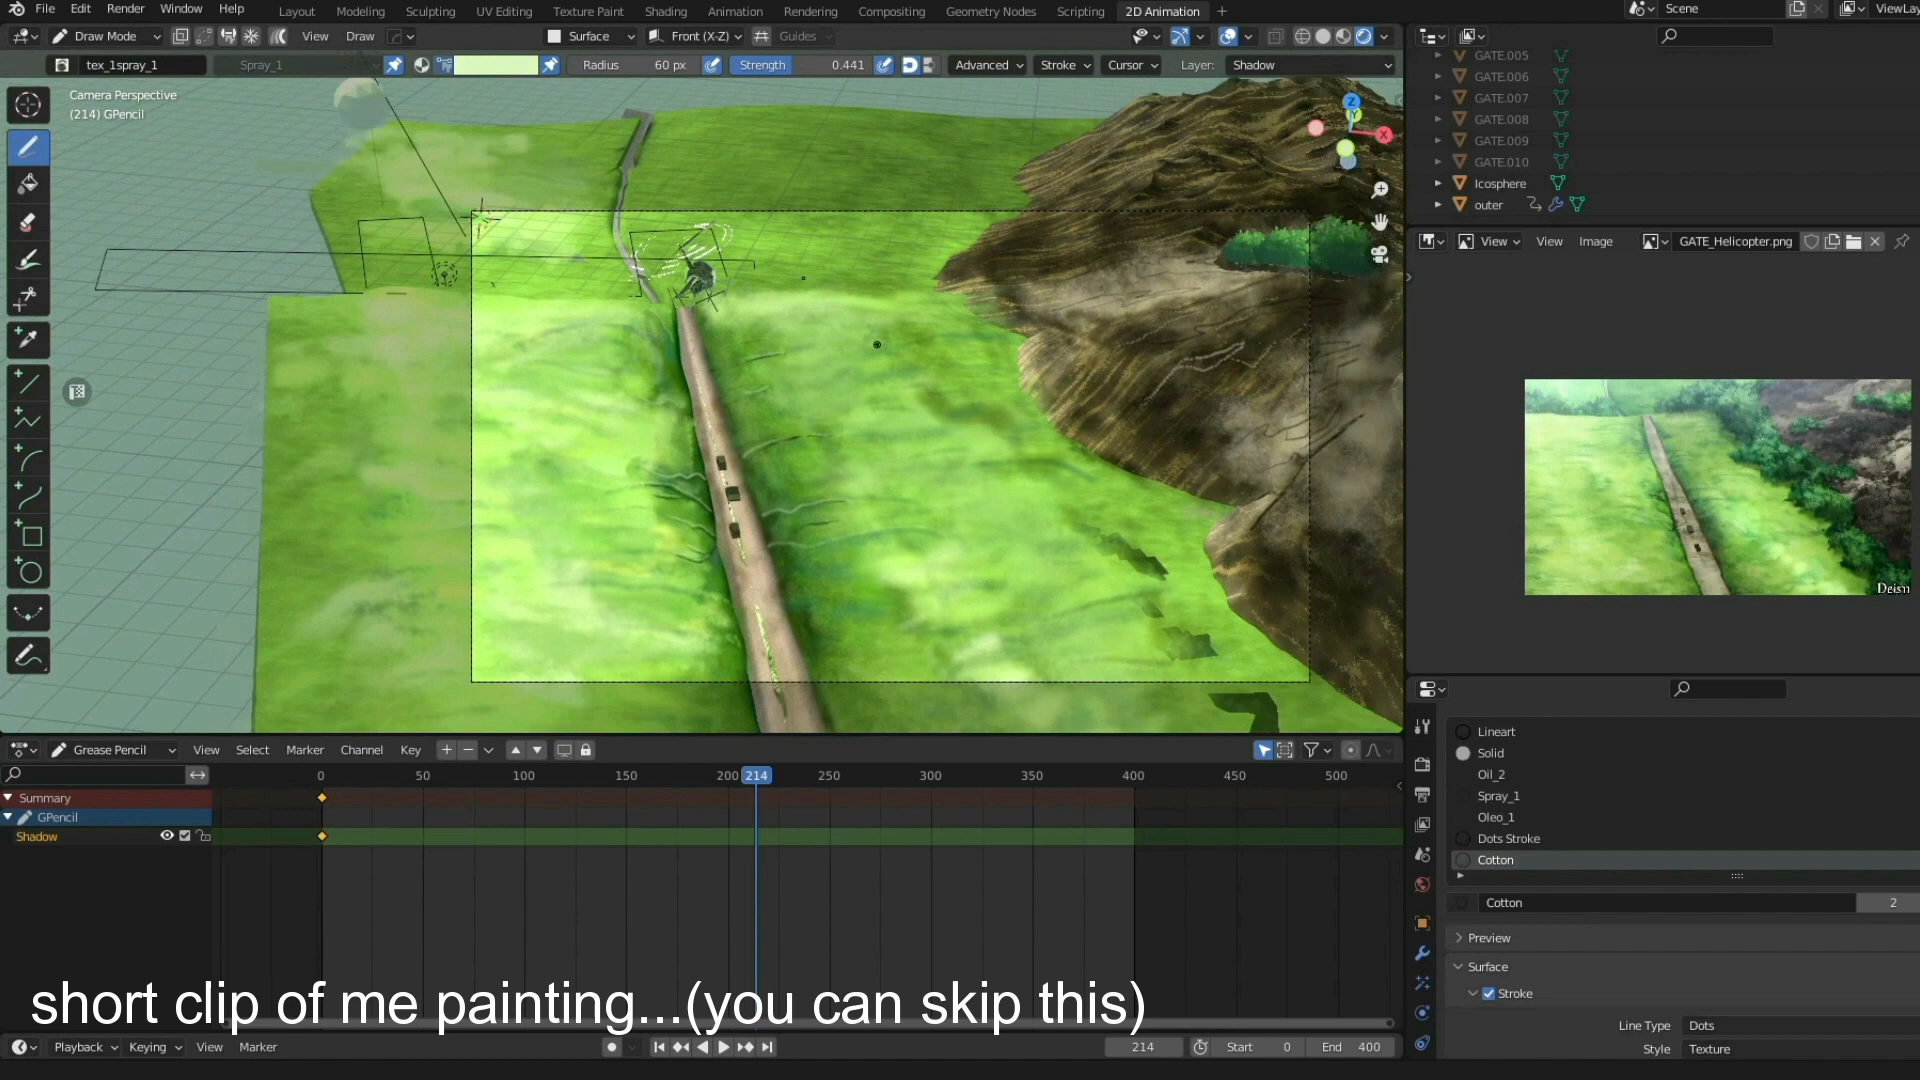 File Edit Render Window Help Layout Modeling Sculpting UV Editing Texture Paint Shading Animation Rendering Compositing Geometry Nodes Scripting 2D Animation + Scene ViewLay
Draw Mode View Draw Surface Front (X-Z) Guides
tex_1spray_1 Spray_1 Radius 60 px Strength 0.441 Advanced Stroke Cursor Layer: Shadow
Camera Perspective
(214) GPencil
Z
Y
X
GATE.005
GATE.006
GATE.007
GATE.008
GATE.009
GATE.010
Icosphere
outer
View View Image GATE_Helicopter.png
Deisu
Lineart
Solid
Oil_2
Spray_1
Oleo_1
Dots Stroke
Cotton
Cotton 2
Preview
Surface
Stroke
Line Type Dots
Style Texture
Grease Pencil View Select Marker Channel Key
0 50 100 150 200 214 250 300 350 400 450 500
Summary
GPencil
Shadow
short clip of me painting...(you can skip this)
Playback Keying View Marker 214 Start 0 End 400